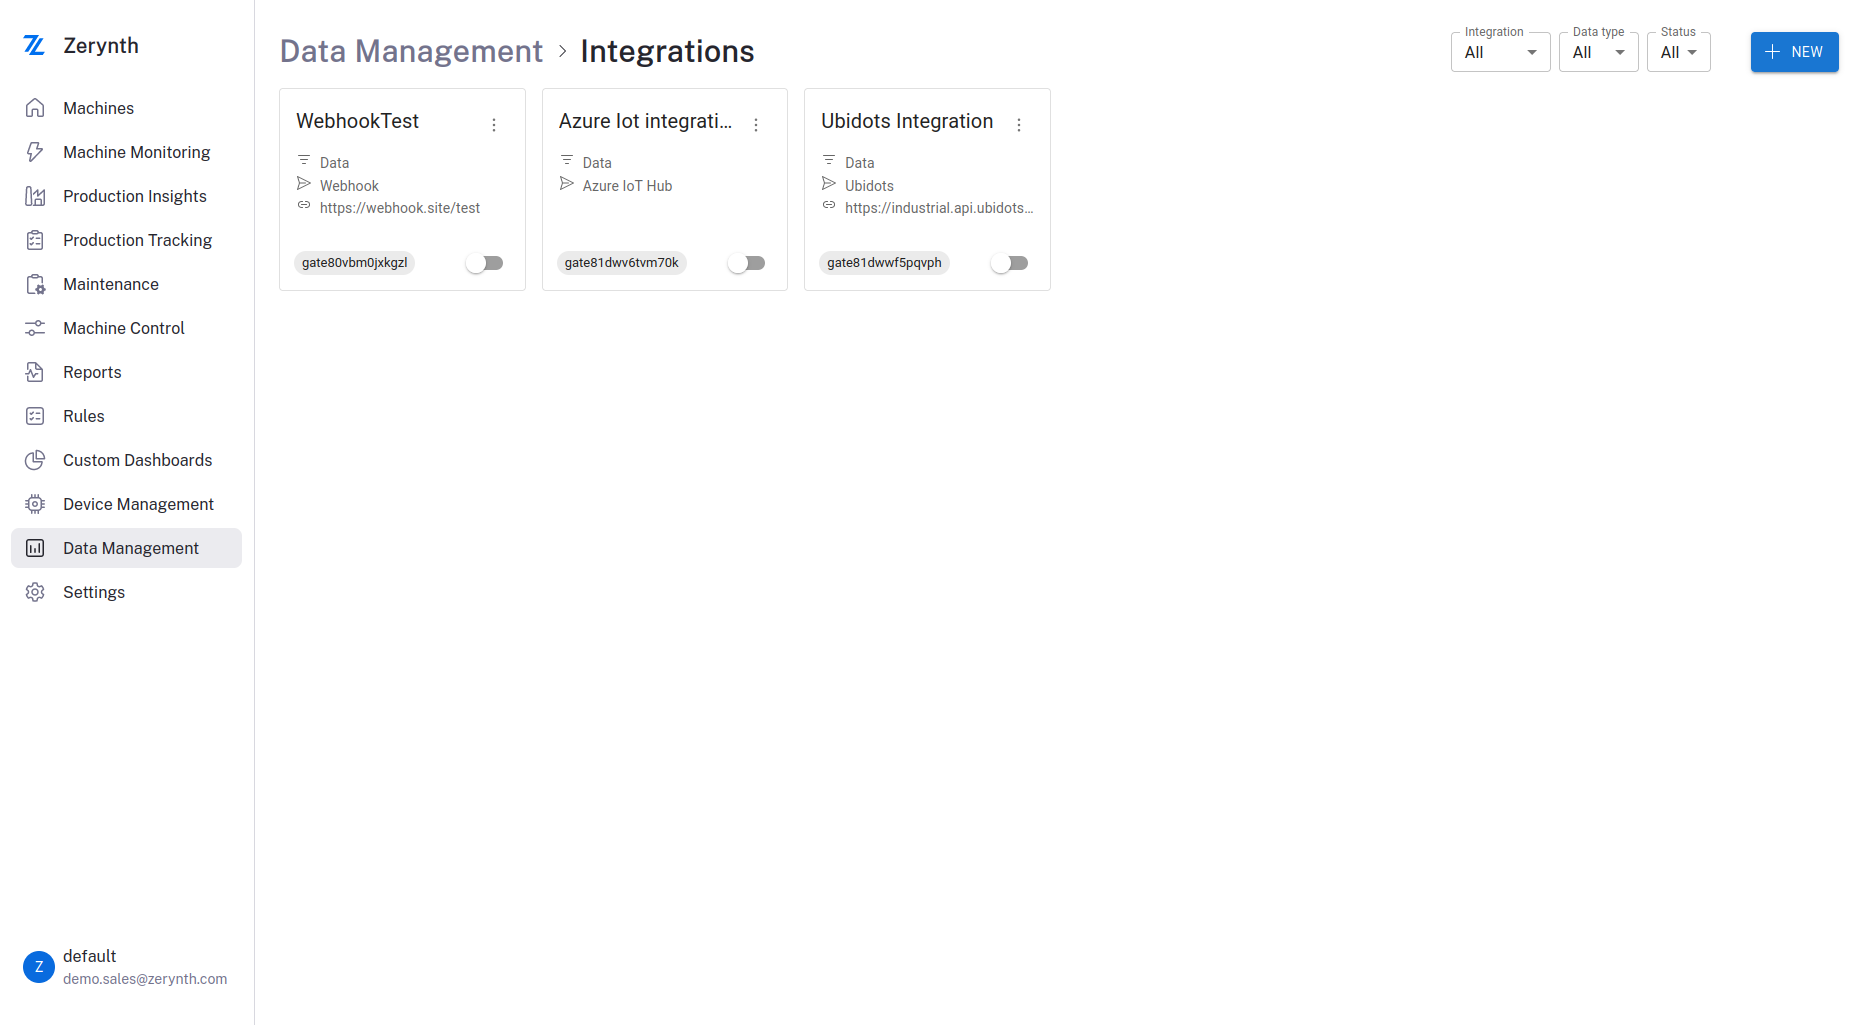 Zerynth
Machines
Machine Monitoring
Production Insights
Production Tracking
Maintenance
Machine Control
Reports
Rules
Custom Dashboards
Device Management
Data Management
Settings
Z
default
demo.sales@zerynth.com
Data Management > Integrations
Integration
All
Data type
All
Status
All
NEW
WebhookTest
Data
Webhook
https://webhook.site/test
gate80vbm0jxkgzl
Azure Iot integrati...
Data
Azure IoT Hub
gate81dwv6tvm70k
Ubidots Integration
Data
Ubidots
https://industrial.api.ubidots...
gate81dwwf5pqvph